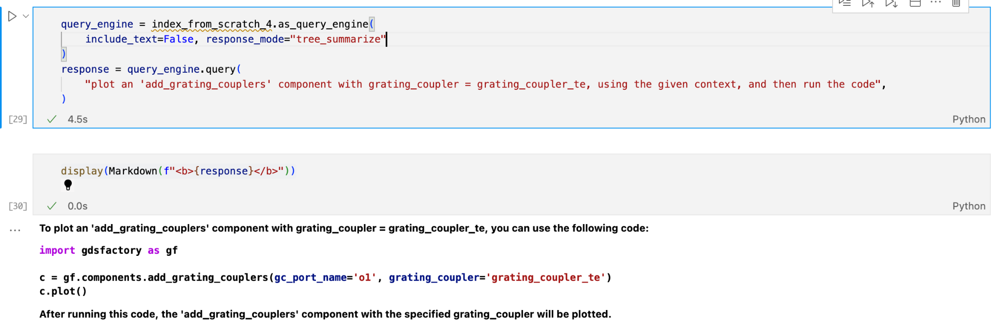 query_engine = index_from_scratch_4.as_query_engine(
    include_text=False, response_mode="tree_summarize"
)
response = query_engine.query(
    "plot an 'add_grating_couplers' component with grating_coupler = grating_coupler_te, using the given context, and then run the code",
)
[29] 4.5s Python
display(Markdown(f"<b>{response}</b>"))
[30] 0.0s Python
To plot an 'add_grating_couplers' component with grating_coupler = grating_coupler_te, you can use the following code:
import gdsfactory as gf
c = gf.components.add_grating_couplers(gc_port_name='o1', grating_coupler='grating_coupler_te')
c.plot()
After running this code, the 'add_grating_couplers' component with the specified grating_coupler will be plotted.